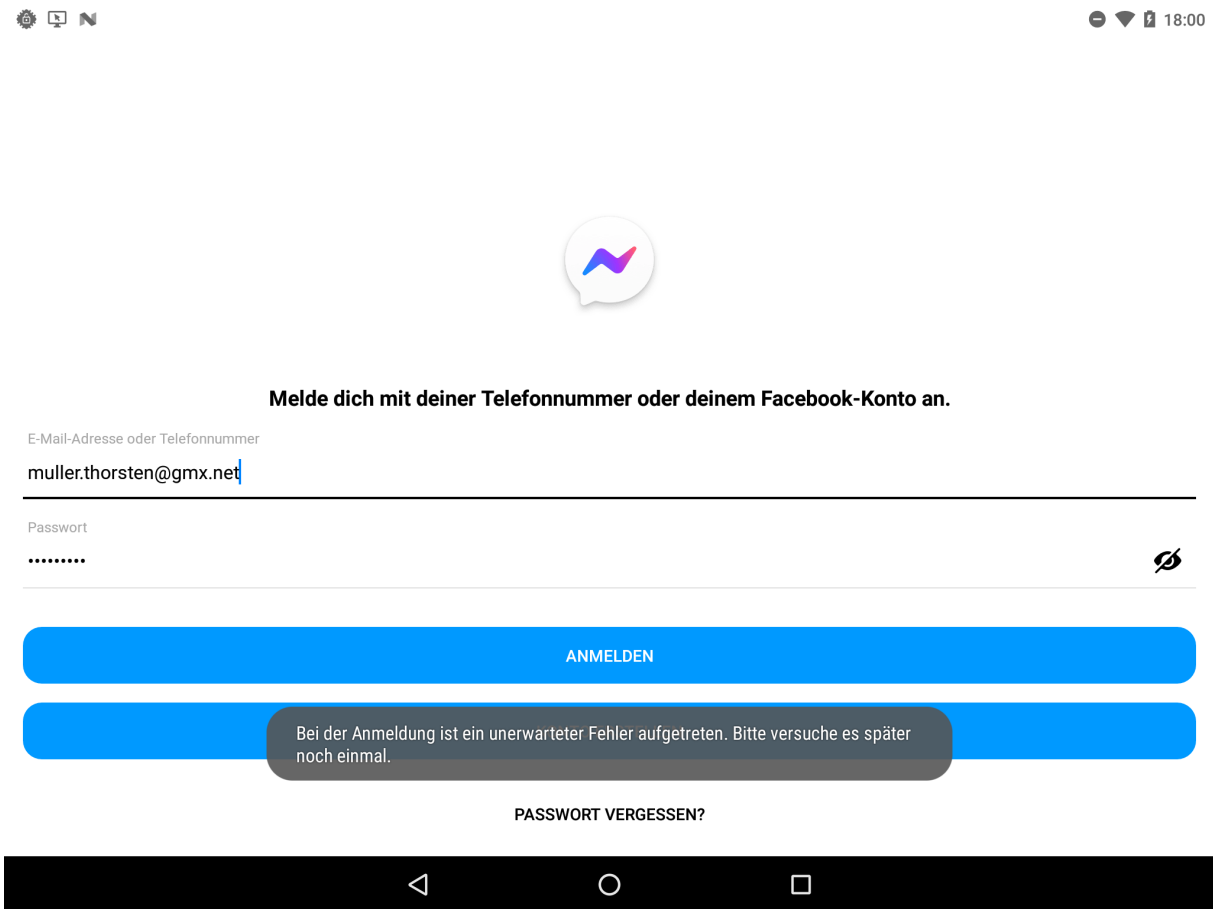 18:00
Melde dich mit deiner Telefonnummer oder deinem Facebook-Konto an.
E-Mail-Adresse oder Telefonnummer
muller.thorsten@gmx.net
Passwort
•••••••••
ANMELDEN
Bei der Anmeldung ist ein unerwarteter Fehler aufgetreten. Bitte versuche es später
noch einmal.
PASSWORT VERGESSEN?